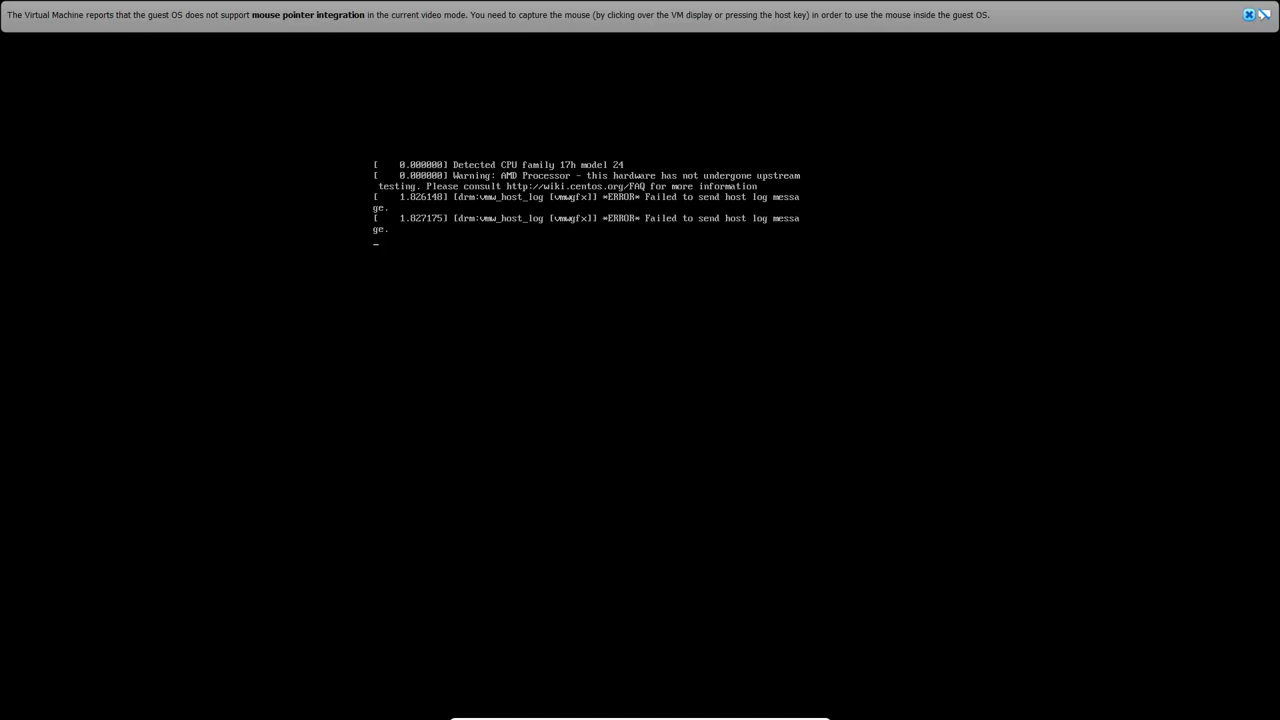 The Virtual Machine reports that the guest OS does not support mouse pointer integration in the current video mode. You need to capture the mouse (by clicking over the VM display or pressing the host key) in order to use the mouse inside the guest OS.
[    0.000000] Detected CPU family 17h model 24
[    0.000000] Warning: AMD Processor - this hardware has not undergone upstream
 testing. Please consult http://wiki.centos.org/FAQ for more information
[    1.826148] [drm:vmw_host_log [vmwgfx]] *ERROR* Failed to send host log messa
ge.
[    1.827175] [drm:vmw_host_log [vmwgfx]] *ERROR* Failed to send host log messa
ge.
_